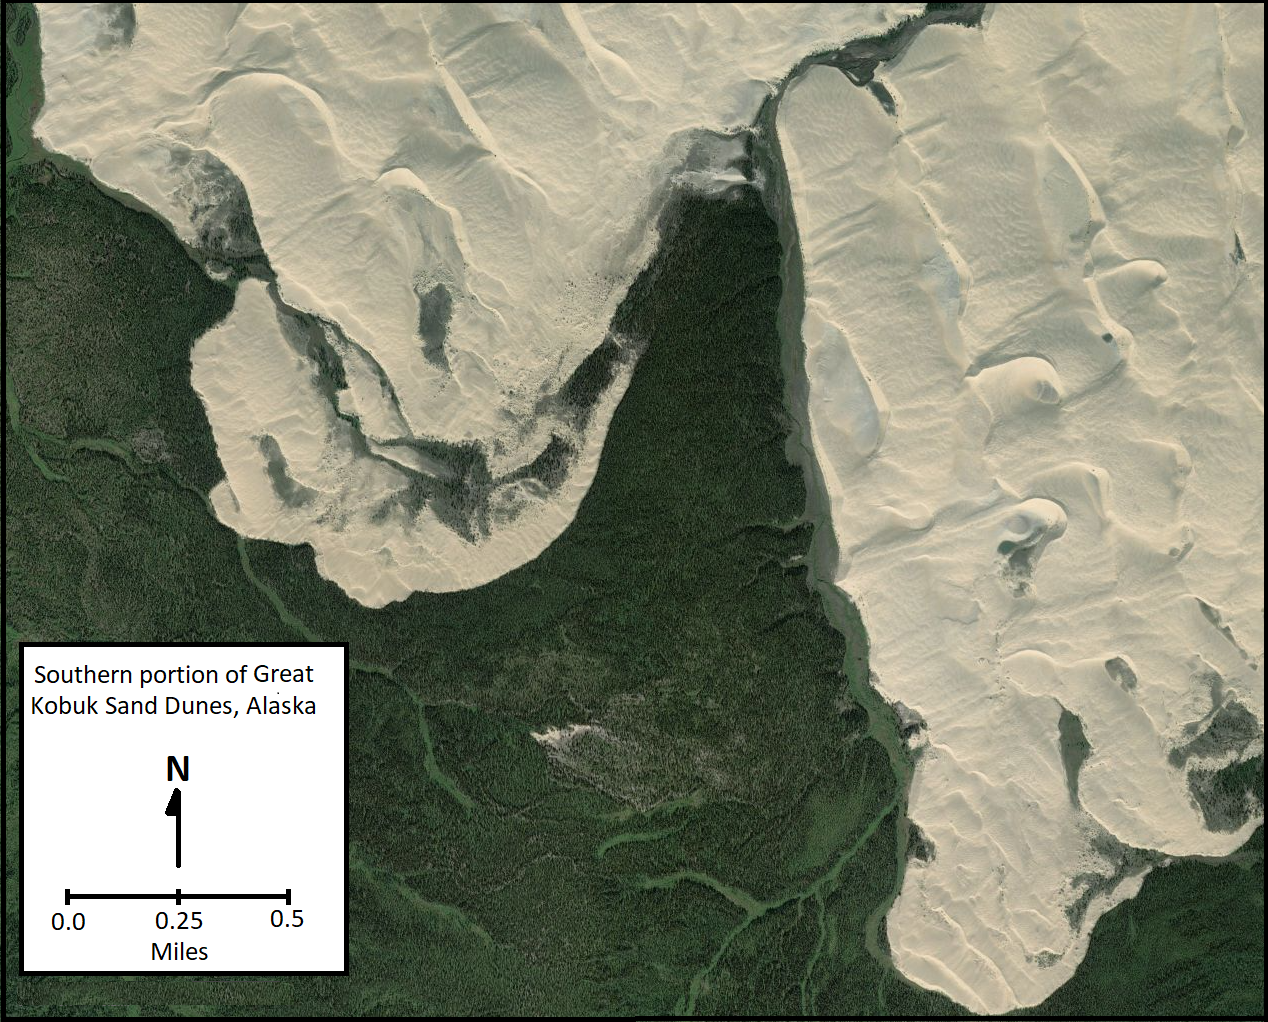 Southern portion of Great
Kobuk Sand Dunes, Alaska
N
0.0 0.25 0.5
Miles